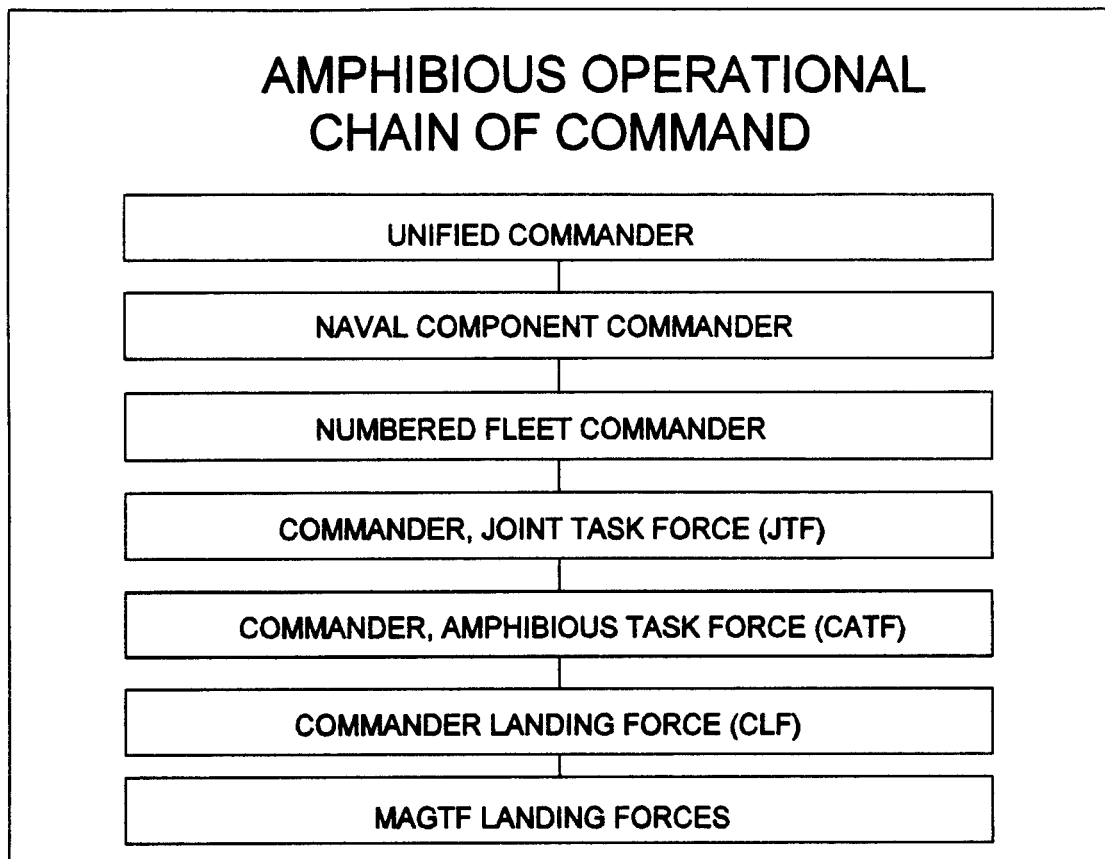 AMPHIBIOUS OPERATIONAL
CHAIN OF COMMAND
UNIFIED COMMANDER
NAVAL COMPONENT COMMANDER
NUMBERED FLEET COMMANDER
COMMANDER, JOINT TASK FORCE (JTF)
COMMANDER, AMPHIBIOUS TASK FORCE (CATF)
COMMANDER LANDING FORCE (CLF)
MAGTF LANDING FORCES